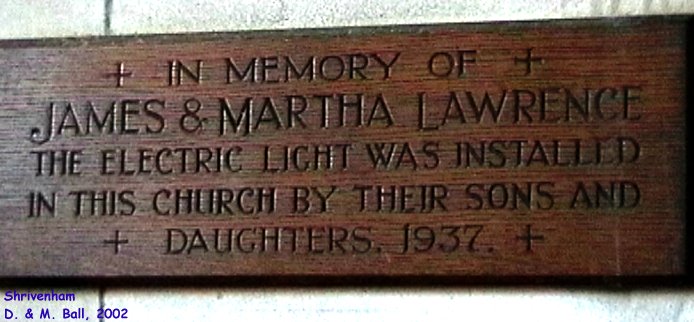 + IN MEMORY OF +
JAMES & MARTHA LAWRENCE
THE ELECTRIC LIGHT WAS INSTALLED
IN THIS CHURCH BY THEIR SONS AND
+ DAUGHTERS. 1937. +
Shrivenham
D. & M. Ball, 2002